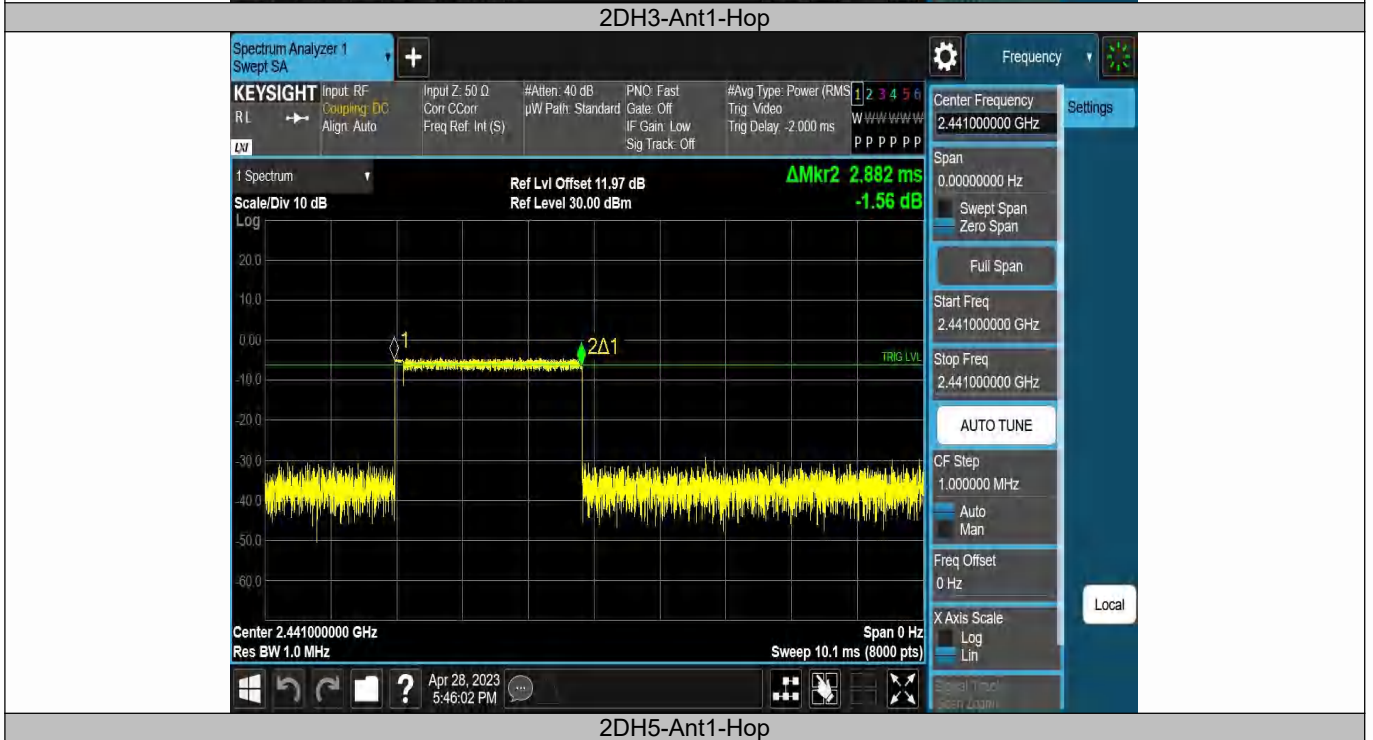 2DH3-Ant1-Hop
Spectrum Analyzer 1
Swept SA
+
Frequency
KEYSIGHT
R L
LXI
Input: RF
Coupling: DC
Align: Auto
Input Z: 50 Ω
Corr CCorr
Freq Ref: Int (S)
#Atten: 40 dB
µW Path: Standard
PNO: Fast
Gate: Off
IF Gain: Low
Sig Track: Off
#Avg Type: Power (RMS
Trig: Video
Trig Delay: -2.000 ms
1 2 3 4 5 6
W W W W W W
P P P P P P
Center Frequency
2.441000000 GHz
Settings
1 Spectrum
Scale/Div 10 dB
Ref Lvl Offset 11.97 dB
Ref Level 30.00 dBm
ΔMkr2 2.882 ms
-1.56 dB
Span
0.00000000 Hz
Swept Span
Zero Span
Full Span
Start Freq
2.441000000 GHz
Stop Freq
2.441000000 GHz
AUTO TUNE
CF Step
1.000000 MHz
Auto
Man
Freq Offset
0 Hz
X Axis Scale
Log
Lin
Local
Log
20.0
10.0
0.00
-10.0
-20.0
-30.0
-40.0
-50.0
-60.0
1
2Δ1
TRIG LVL
Center 2.441000000 GHz
Res BW 1.0 MHz
Span 0 Hz
Sweep 10.1 ms (8000 pts)
?
Apr 28, 2023
5:46:02 PM
2DH5-Ant1-Hop